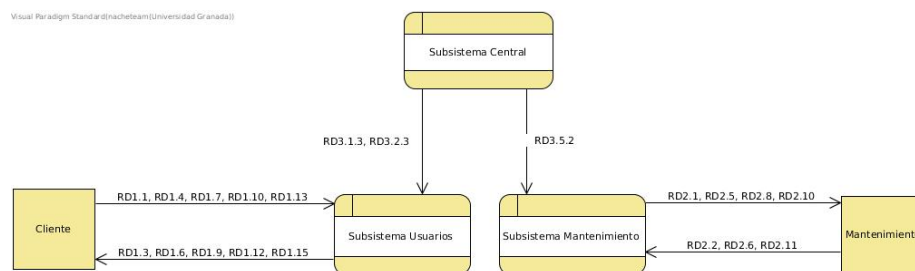 Visual Paradigm Standard(nacheteam(Universidad Granada))
Subsistema Central
RD3.1.3, RD3.2.3
RD3.5.2
RD1.1, RD1.4, RD1.7, RD1.10, RD1.13
RD2.1, RD2.5, RD2.8, RD2.10
Cliente
Subsistema Usuarios
Subsistema Mantenimiento
Mantenimiento
RD1.3, RD1.6, RD1.9, RD1.12, RD1.15
RD2.2, RD2.6, RD2.11